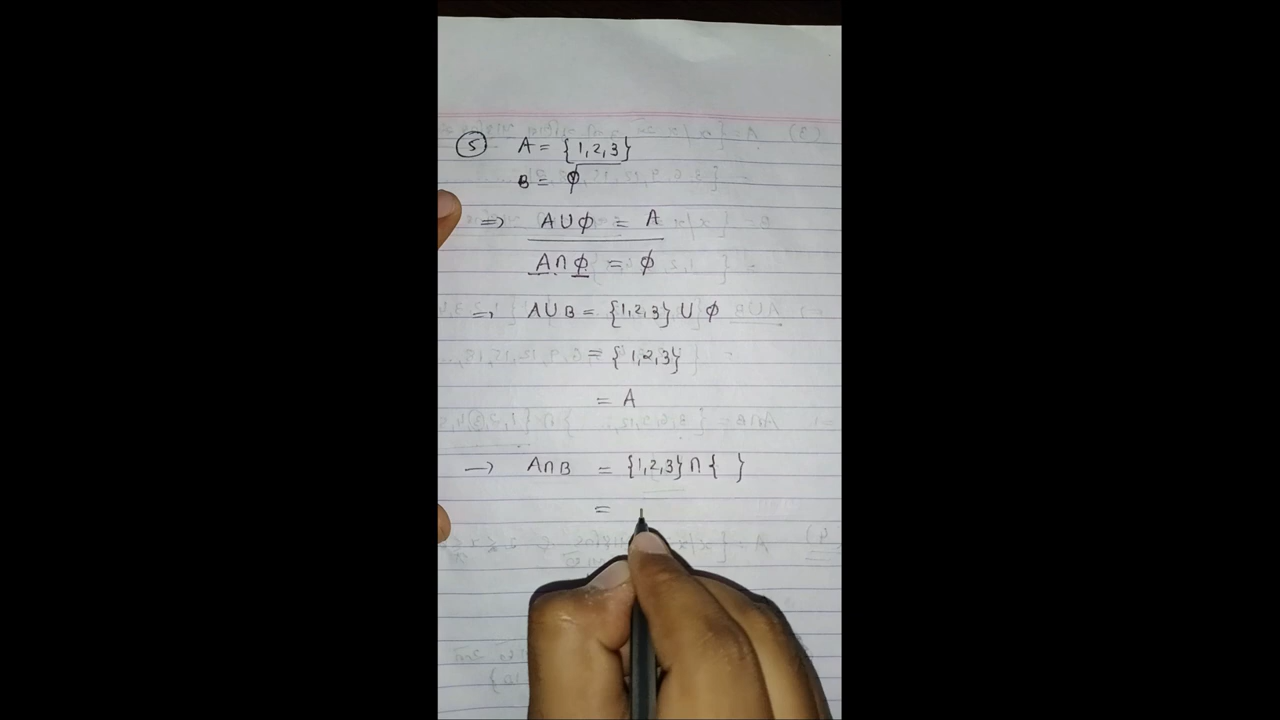 ⑤ A = {1,2,3}
B = ϕ
⇒ A∪ϕ = A
A∩ϕ = ϕ
⇒ A∪B = {1,2,3} ∪ ϕ
= {1,2,3}
= A
→ A∩B = {1,2,3} ∩ { }
=